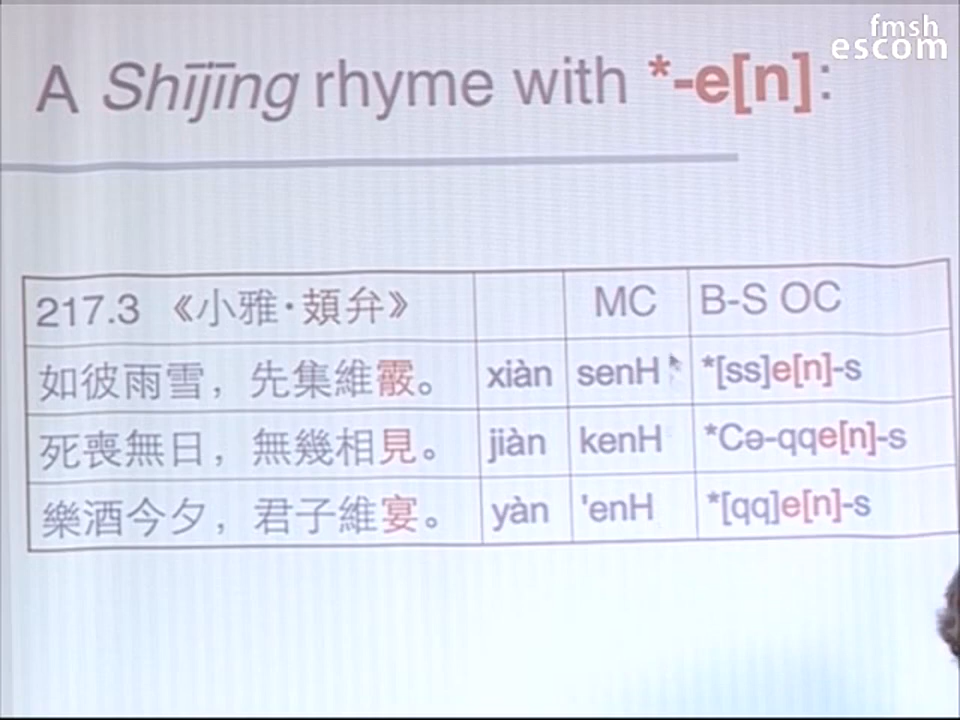 fmsh
escom
A Shījīng rhyme with *-e[n]:
217.3 《小雅·頍弁》 MC B-S OC
如彼雨雪，先集維霰。 xiàn senH *[ss]e[n]-s
死喪無日，無幾相見。 jiàn kenH *Cə-qqe[n]-s
樂酒今夕，君子維宴。 yàn 'enH *[qq]e[n]-s